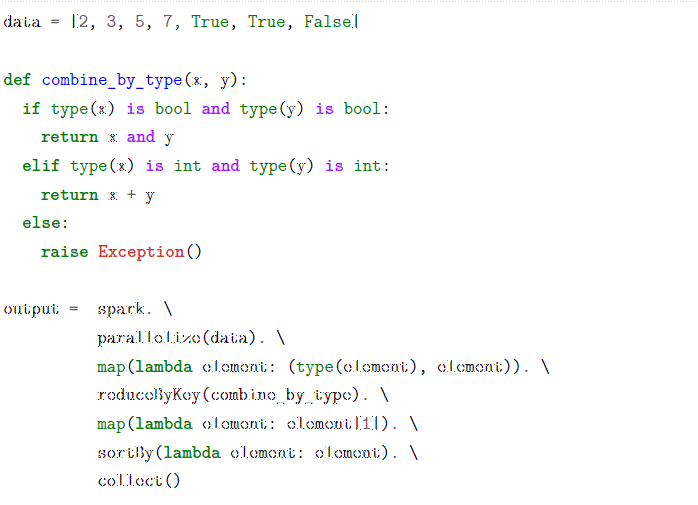 data = [2, 3, 5, 7, True, True, False]
def combine_by_type(x, y):
if type(x) is bool and type(y) is bool:
return x and y
elif type(x) is int and type(y) is int:
return x + y
else:
raise Exception()
output = spark. \
parallelize(data). \
map(lambda element: (type(element), element)). \
reduceByKey(combine_by_type). \
map(lambda element: element[1]). \
sortBy(lambda element: element). \
collect()